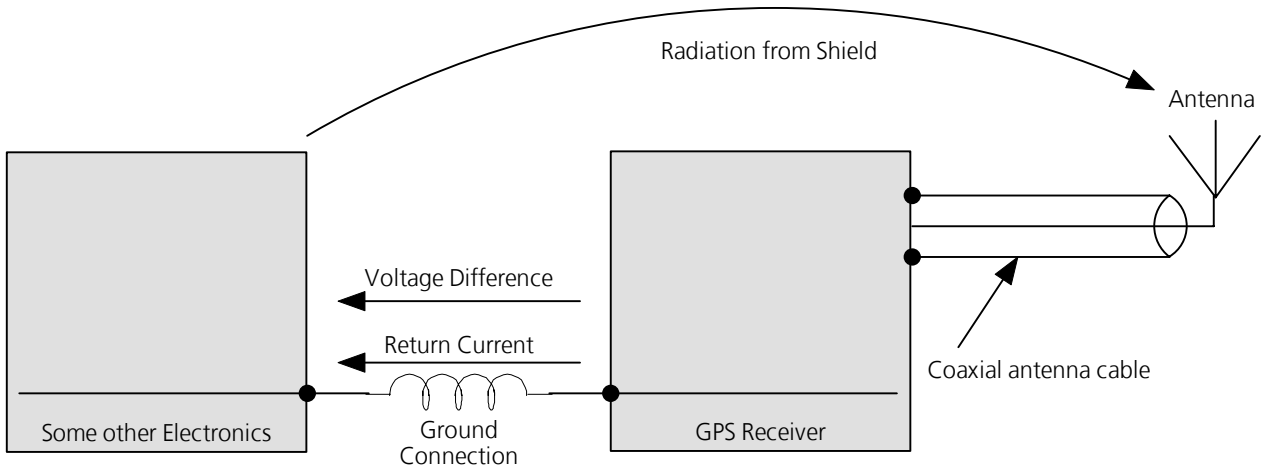 Radiation from Shield
Antenna
Voltage Difference
Return Current
Coaxial antenna cable
Some other Electronics
Ground
Connection
GPS Receiver